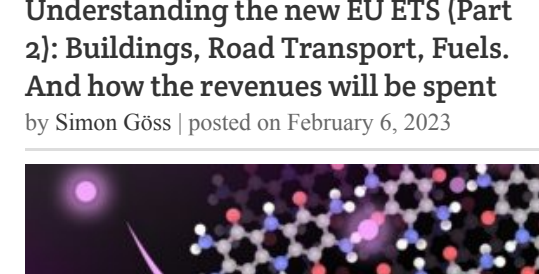 Understanding the new EU ETS (Part
2): Buildings, Road Transport, Fuels.
And how the revenues will be spent
by Simon Göss | posted on February 6, 2023